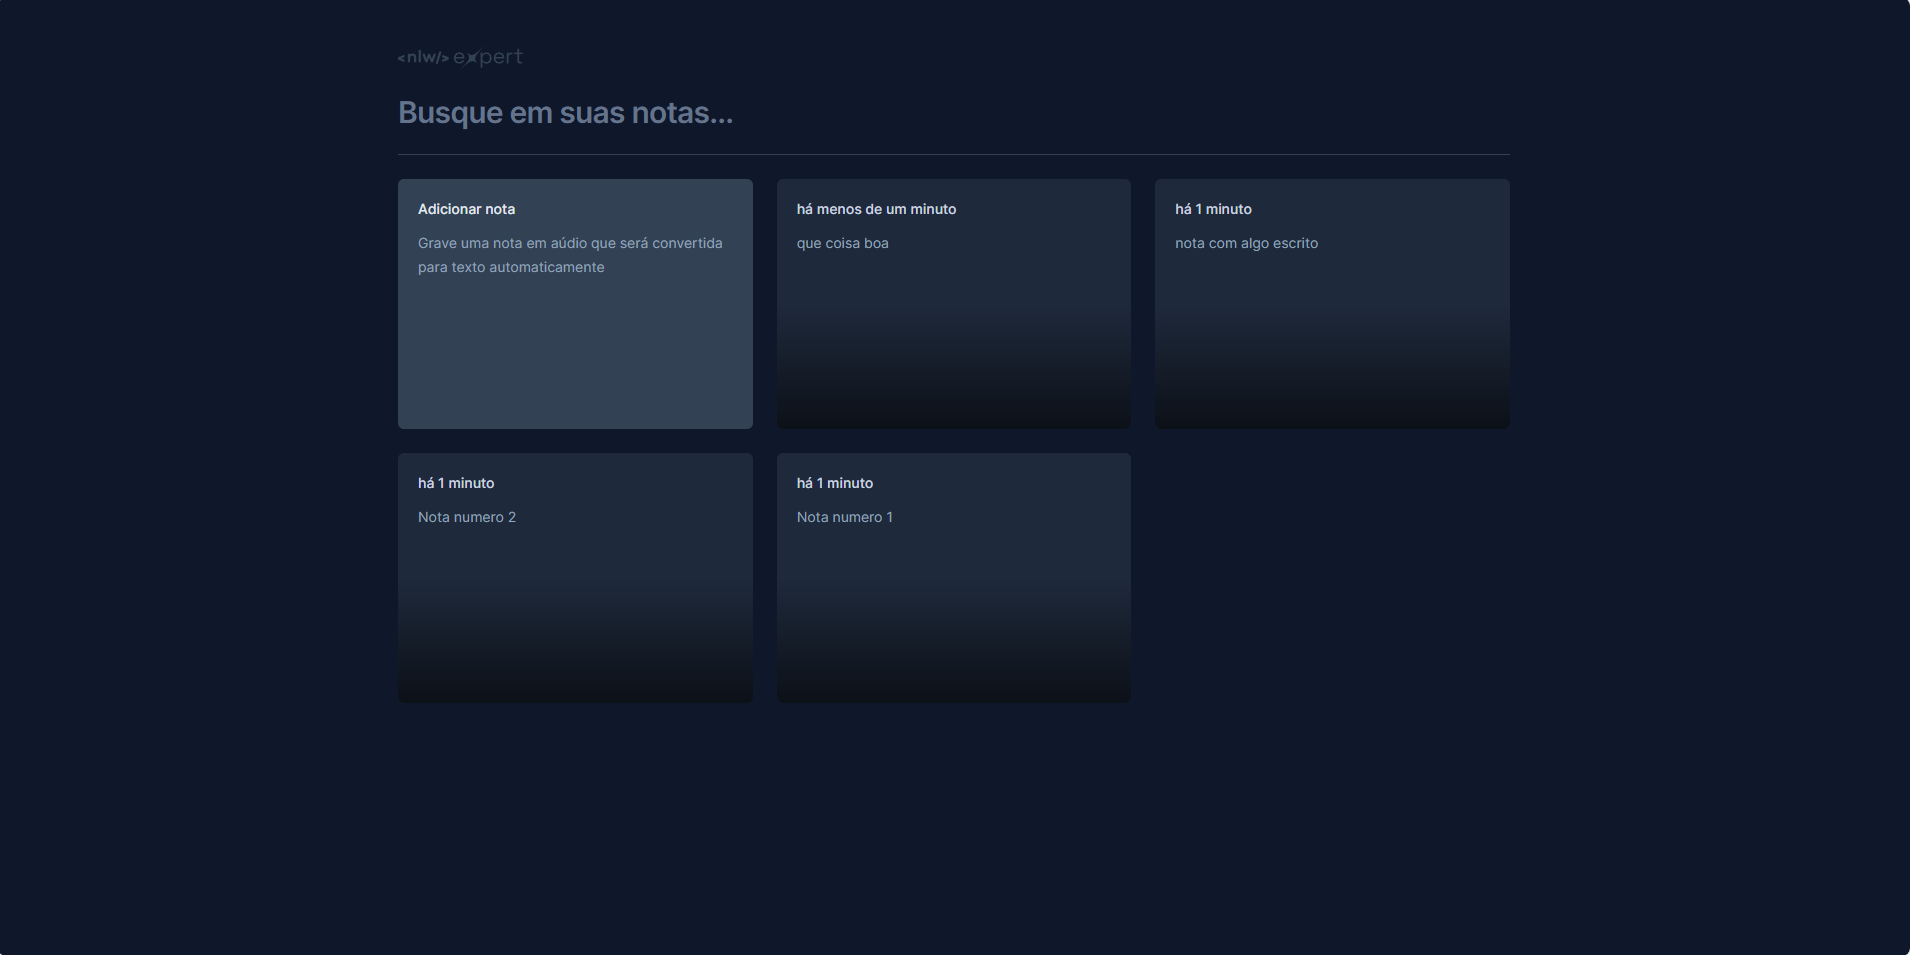 <nlw/> expert
Busque em suas notas...
Adicionar nota
Grave uma nota em aúdio que será convertida
para texto automaticamente
há menos de um minuto
que coisa boa
há 1 minuto
nota com algo escrito
há 1 minuto
Nota numero 2
há 1 minuto
Nota numero 1